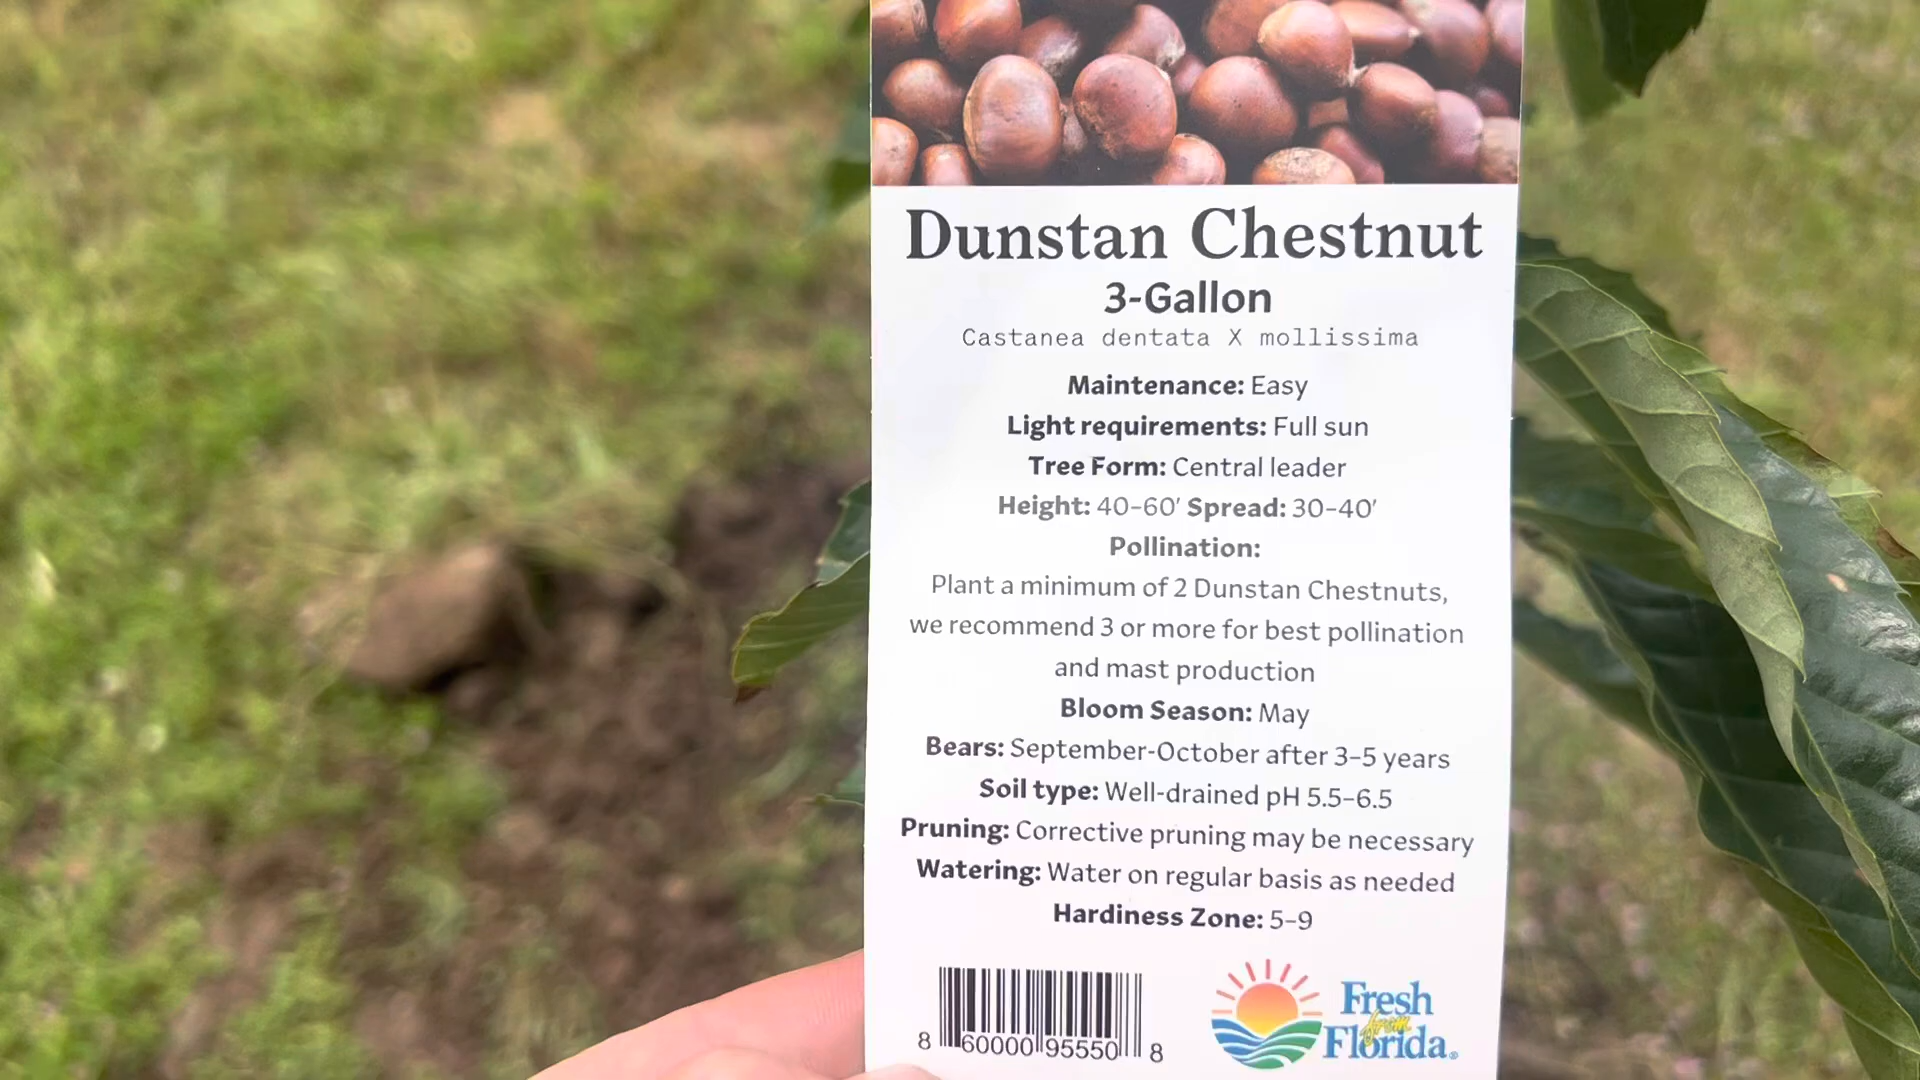 Dunstan Chestnut
3-Gallon
Castanea dentata X mollissima
Maintenance: Easy
Light requirements: Full sun
Tree Form: Central leader
Height: 40-60' Spread: 30-40'
Pollination:
Plant a minimum of 2 Dunstan Chestnuts,
we recommend 3 or more for best pollination
and mast production
Bloom Season: May
Bears: September-October after 3-5 years
Soil type: Well-drained pH 5.5-6.5
Pruning: Corrective pruning may be necessary
Watering: Water on regular basis as needed
Hardiness Zone: 5-9
8 60000 95550 8
Fresh
from
Florida®